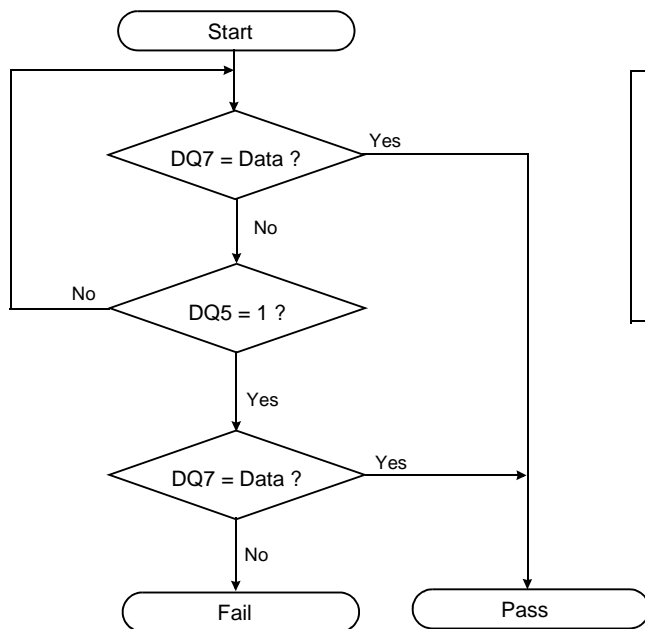 Start
DQ7 = Data ?
Yes
No
DQ5 = 1 ?
No
Yes
DQ7 = Data ?
Yes
No
Fail
Pass